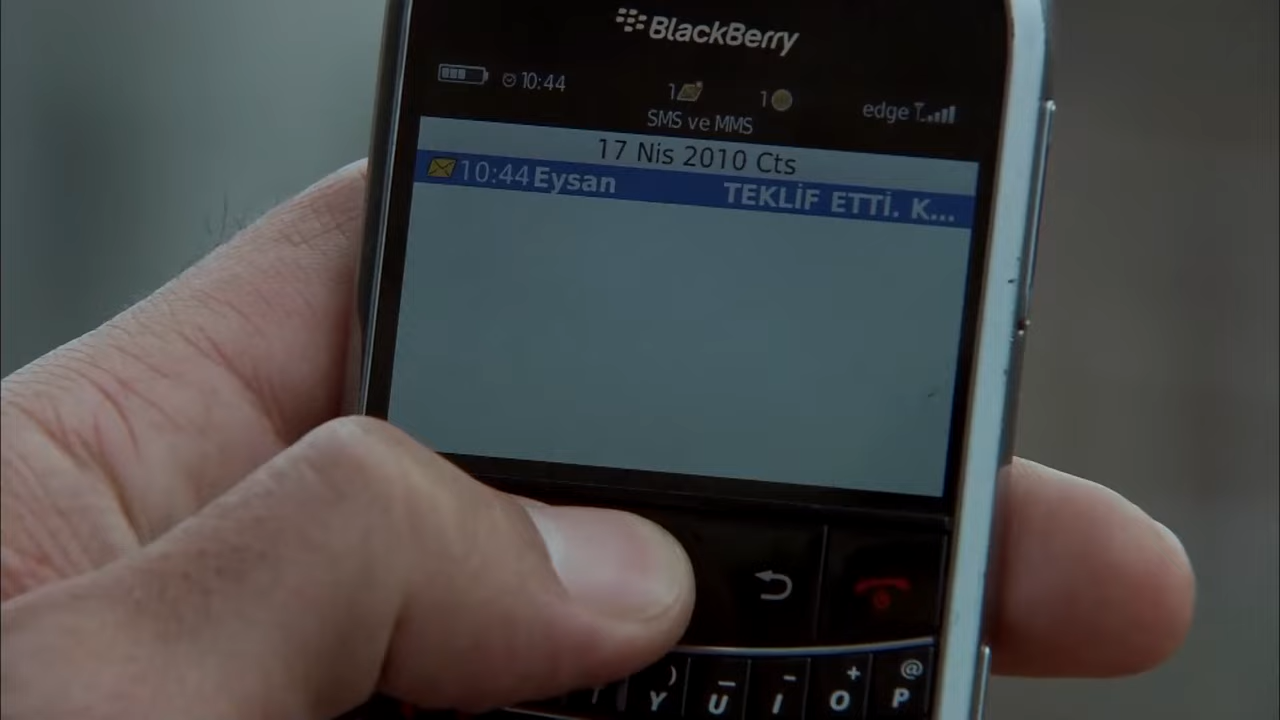 BlackBerry
10:44 1 1 edge
SMS ve MMS
17 Nis 2010 Cts
10:44 Eysan TEKLİF ETTİ. K...
) _ - + @
Y U I O P